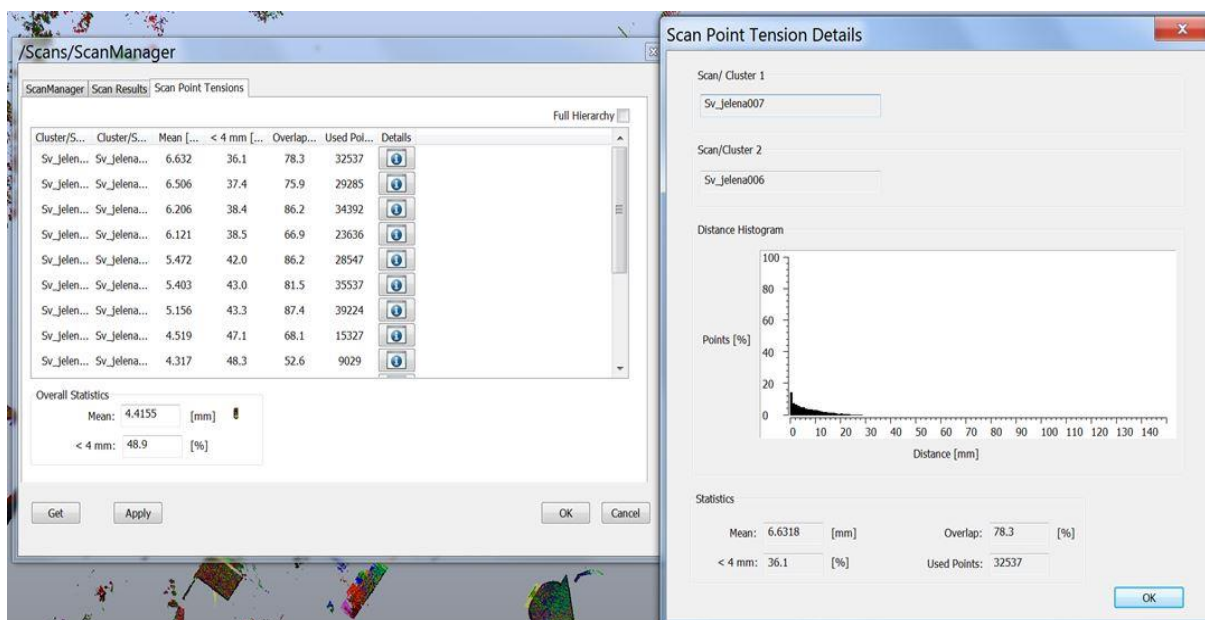 /Scans/ScanManager
ScanManager Scan Results Scan Point Tensions
Full Hierarchy
Cluster/S... Cluster/S... Mean [... < 4 mm [... Overlap... Used Poi... Details
Sv_jelen... Sv_jelena... 6.632 36.1 78.3 32537
Sv_jelen... Sv_jelena... 6.506 37.4 75.9 29285
Sv_jelen... Sv_jelena... 6.206 38.4 86.2 34392
Sv_jelen... Sv_jelena... 6.121 38.5 66.9 23636
Sv_jelen... Sv_jelena... 5.472 42.0 86.2 28547
Sv_jelen... Sv_jelena... 5.403 43.0 81.5 35537
Sv_jelen... Sv_jelena... 5.156 43.3 87.4 39224
Sv_jelen... Sv_jelena... 4.519 47.1 68.1 15327
Sv_jelen... Sv_jelena... 4.317 48.3 52.6 9029
Overall Statistics
Mean: 4.4155 [mm]
< 4 mm: 48.9 [%]
Get Apply OK Cancel
Scan Point Tension Details
Scan/ Cluster 1
Sv_jelena007
Scan/Cluster 2
Sv_jelena006
Distance Histogram
100
80
60
Points [%]
40
20
0
0 10 20 30 40 50 60 70 80 90 100 110 120 130 140
Distance [mm]
Statistics
Mean: 6.6318 [mm] Overlap: 78.3 [%]
< 4 mm: 36.1 [%] Used Points: 32537
OK